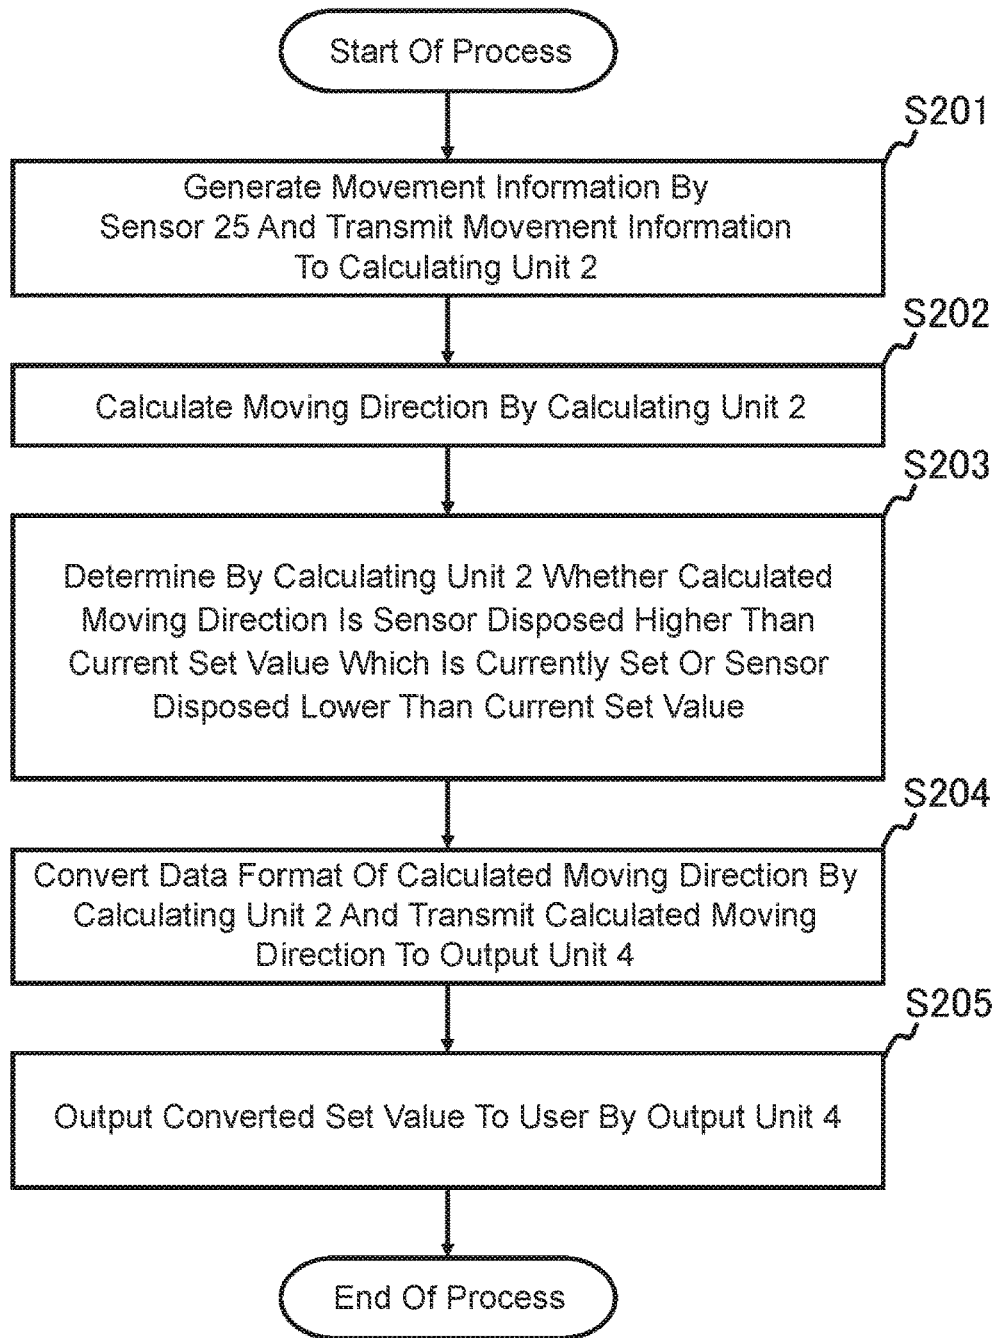 Start Of Process
S201
Generate Movement Information By
Sensor 25 And Transmit Movement Information
To Calculating Unit 2
S202
Calculate Moving Direction By Calculating Unit 2
S203
Determine By Calculating Unit 2 Whether Calculated
Moving Direction Is Sensor Disposed Higher Than
Current Set Value Which Is Currently Set Or Sensor
Disposed Lower Than Current Set Value
S204
Convert Data Format Of Calculated Moving Direction By
Calculating Unit 2 And Transmit Calculated Moving
Direction To Output Unit 4
S205
Output Converted Set Value To User By Output Unit 4
End Of Process